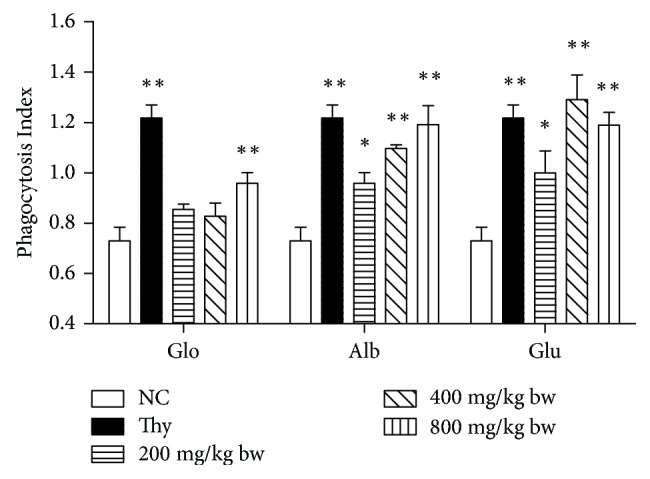 Phagocytosis Index
1.6
1.4
1.2
1.0
0.8
0.6
0.4
**
**
**
*
**
**
**
*
**
**
Glo
Alb
Glu
NC
Thy
200 mg/kg bw
400 mg/kg bw
800 mg/kg bw